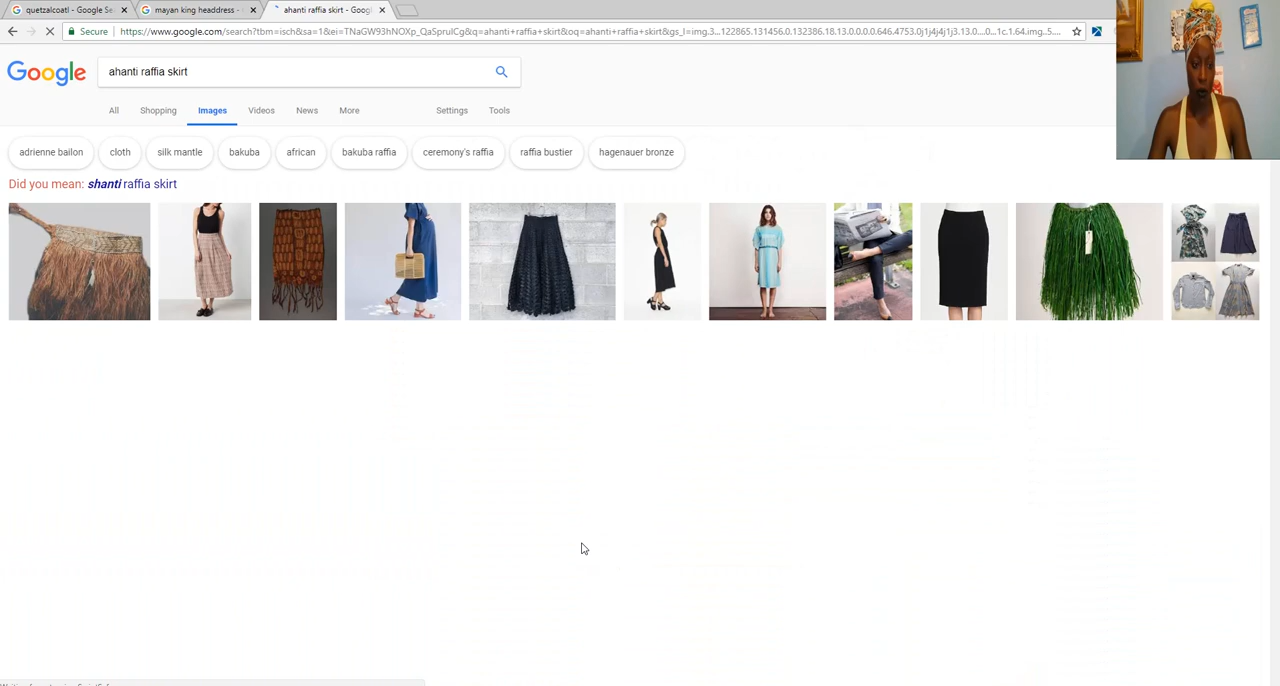 quetzalcoatl - Google Se
mayan king headdress -
ahanti raffia skirt - Googl
Secure
https://www.google.com/search?tbm=isch&sa=1&ei=TNaGW93hNOXp_QaSpruICg&q=ahanti+raffia+skirt&oq=ahanti+raffia+skirt&gs_l=img.3...122865.131456.0.132386.18.13.0.0.0.0.646.4753.0j1j4j4j1j3.13.0....0...1c.1.64.img..5....
Google
ahanti raffia skirt
All Shopping Images Videos News More Settings Tools
adrienne bailon cloth silk mantle bakuba african bakuba raffia ceremony's raffia raffia bustier hagenauer bronze
Did you mean: shanti raffia skirt